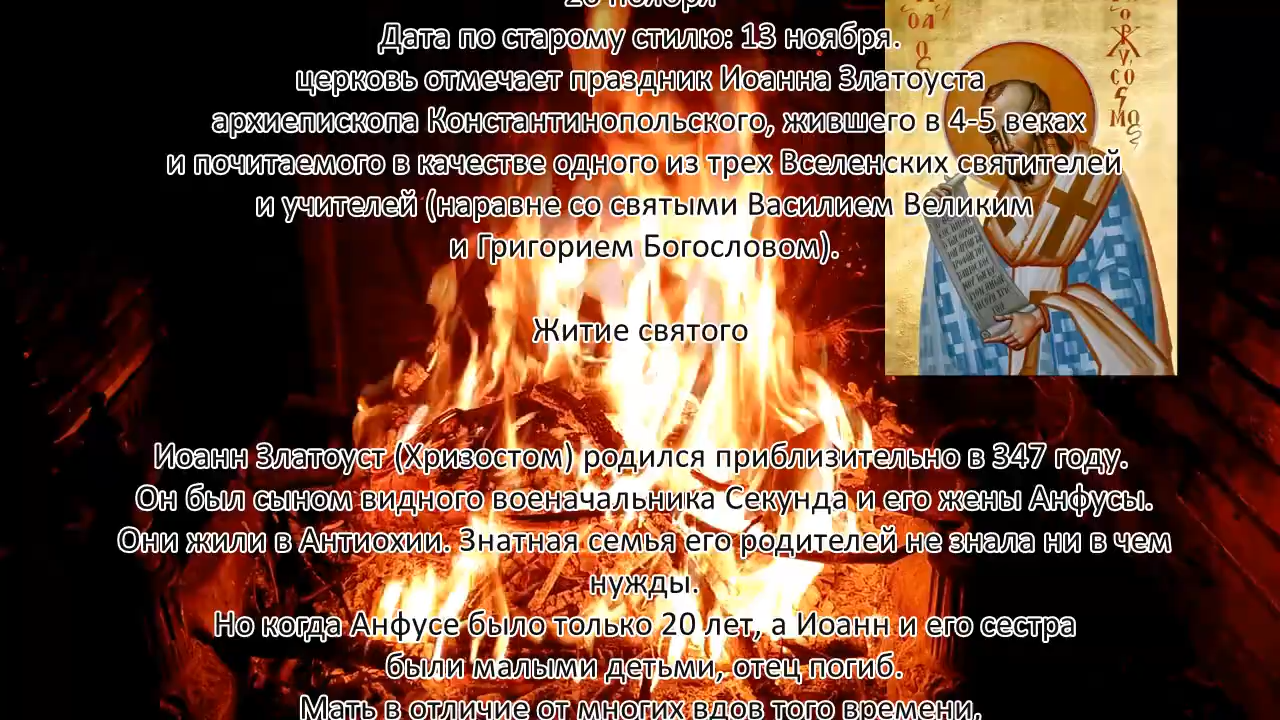 26 ноября
Дата по старому стилю: 13 ноября.
церковь отмечает праздник Иоанна Златоуста
архиепископа Константинопольского, жившего в 4-5 веках
и почитаемого в качестве одного из трех Вселенских святителей
и учителей (наравне со святыми Василием Великим
и Григорием Богословом).
Житие святого
Иоанн Златоуст (Хризостом) родился приблизительно в 347 году.
Он был сыном видного военачальника Секунда и его жены Анфусы.
Они жили в Антиохии. Знатная семья его родителей не знала ни в чем
нужды.
Но когда Анфусе было только 20 лет, а Иоанн и его сестра
были малыми детьми, отец погиб.
Мать в отличие от многих вдов того времени,